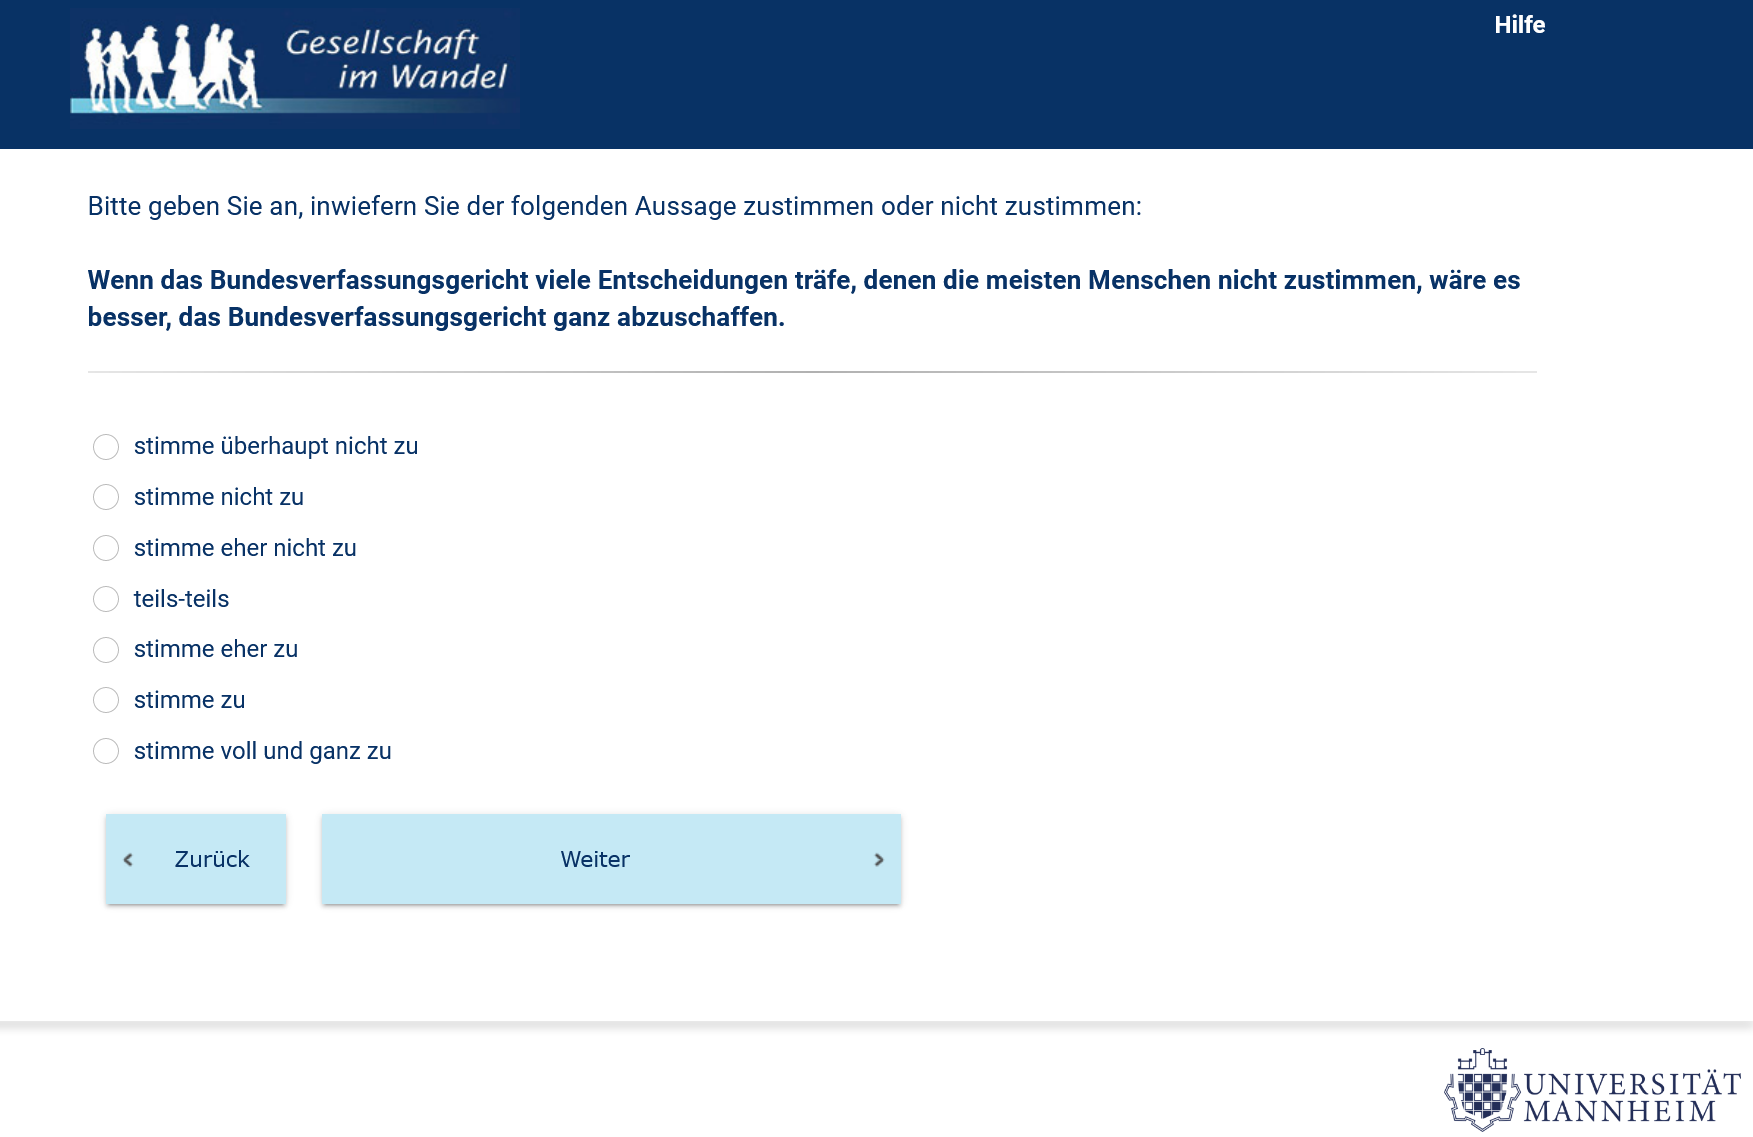 Gesellschaft
im Wandel
Hilfe
Bitte geben Sie an, inwiefern Sie der folgenden Aussage zustimmen oder nicht zustimmen:
Wenn das Bundesverfassungsgericht viele Entscheidungen träfe, denen die meisten Menschen nicht zustimmen, wäre es
besser, das Bundesverfassungsgericht ganz abzuschaffen.
stimme überhaupt nicht zu
stimme nicht zu
stimme eher nicht zu
teils-teils
stimme eher zu
stimme zu
stimme voll und ganz zu
Zurück
Weiter
UNIVERSITÄT
MANNHEIM